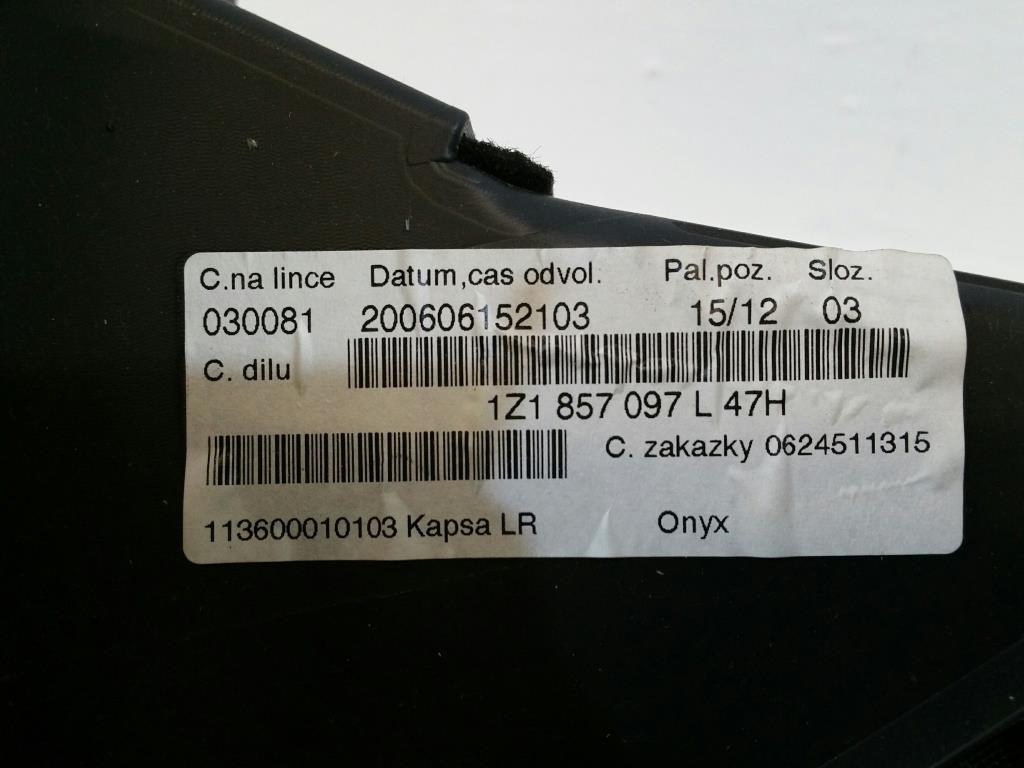 C.na lince Datum,cas odvol. Pal.poz. Sloz.
030081 200606152103 15/12 03
C. dilu
1Z1 857 097 L 47H
C. zakazky 0624511315
113600010103 Kapsa LR Onyx